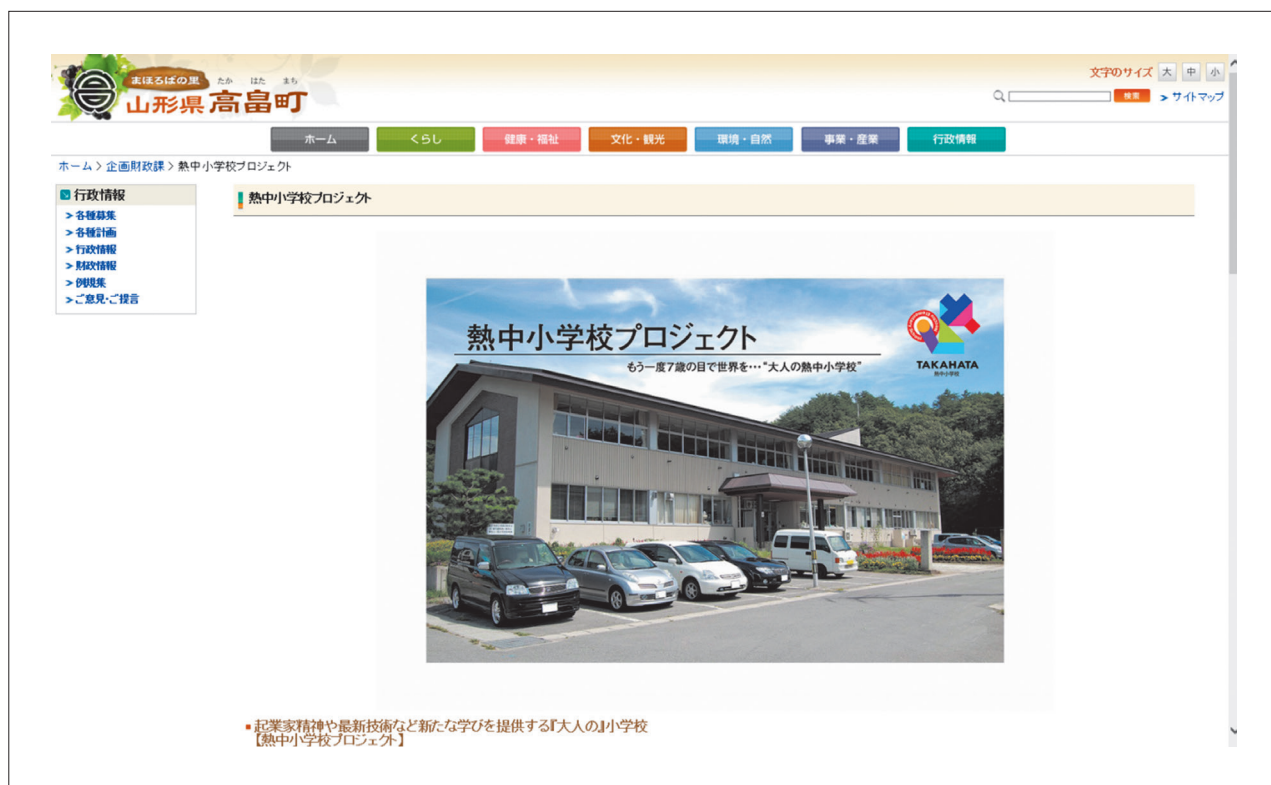 まほろばの里
たか はた まち
山形県高畠町
文字のサイズ 大 中 小
検索 > サイトマップ
ホーム くらし 健康・福祉 文化・観光 環境・自然 事業・産業 行政情報
ホーム > 企画財政課 > 熱中小学校プロジェクト
行政情報
> 各種募集
> 各種計画
> 行政情報
> 財政情報
> 例規集
> ご意見・ご提言
熱中小学校プロジェクト
熱中小学校プロジェクト
もう一度7歳の目で世界を…“大人の熱中小学校”
TAKAHATA
熱中小学校
■起業家精神や最新技術など新たな学びを提供する『大人の』小学校
【熱中小学校プロジェクト】